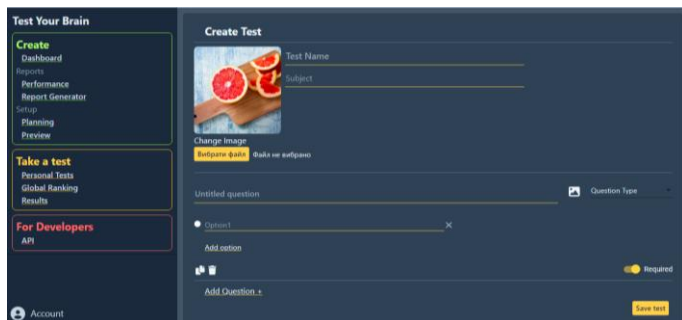 Test Your Brain
Create
Dashboard
Reports
Performance
Report Generator
Setup
Planning
Preview
Take a test
Personal Tests
Global Ranking
Results
For Developers
API
Account
Create Test
Test Name
Subject
Change Image
Вибрати файл Файл не вибрано
Untitled question
Question Type
Option1
Add option
Required
Add Question +
Save test